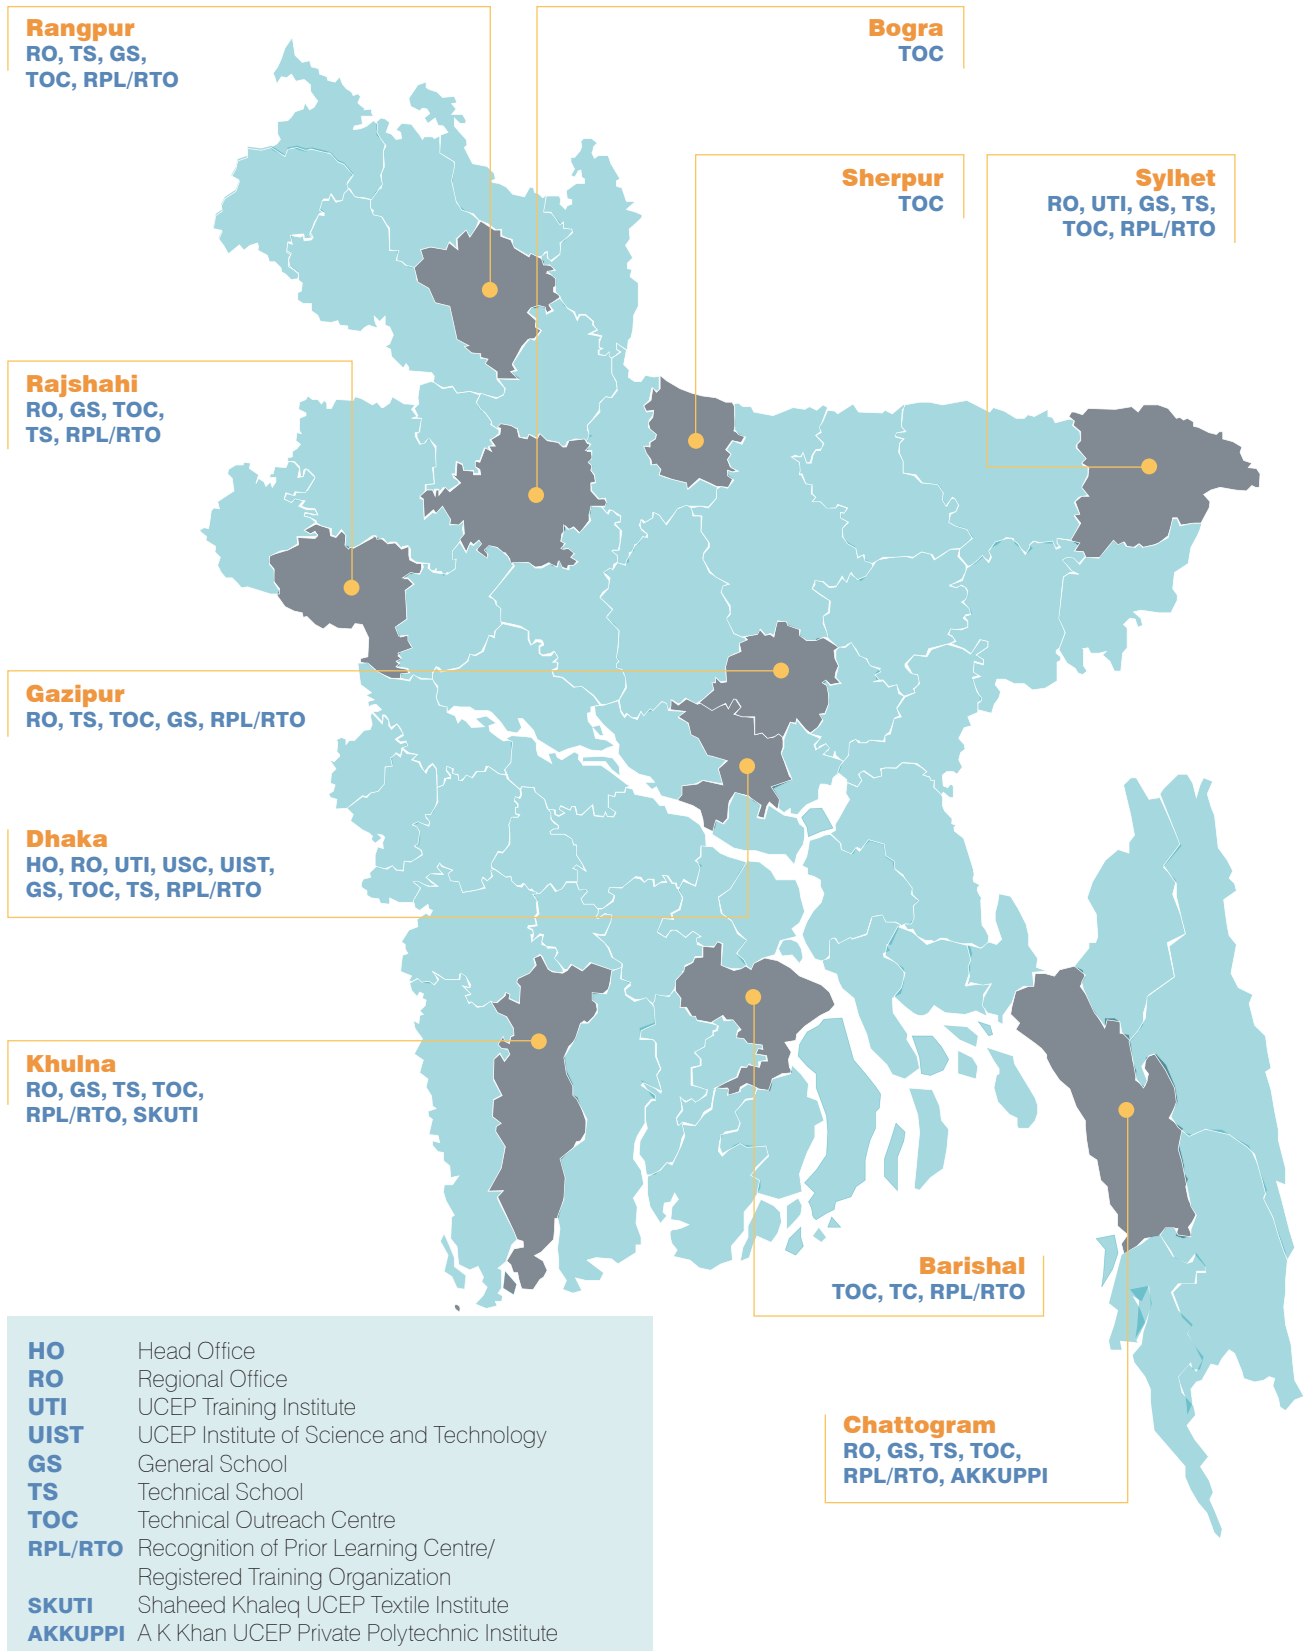 Rangpur
RO, TS, GS,
TOC, RPL/RTO
Bogra
TOC
Sherpur
TOC
Sylhet
RO, UTI, GS, TS,
TOC, RPL/RTO
Rajshahi
RO, GS, TOC,
TS, RPL/RTO
Gazipur
RO, TS, TOC, GS, RPL/RTO
Dhaka
HO, RO, UTI, USC, UIST,
GS, TOC, TS, RPL/RTO
Khulna
RO, GS, TS, TOC,
RPL/RTO, SKUTI
Barishal
TOC, TC, RPL/RTO
Chattogram
RO, GS, TS, TOC,
RPL/RTO, AKKUPPI
HO Head Office
RO Regional Office
UTI UCEP Training Institute
UIST UCEP Institute of Science and Technology
GS General School
TS Technical School
TOC Technical Outreach Centre
RPL/RTO Recognition of Prior Learning Centre/
Registered Training Organization
SKUTI Shaheed Khaleq UCEP Textile Institute
AKKUPPI A K Khan UCEP Private Polytechnic Institute